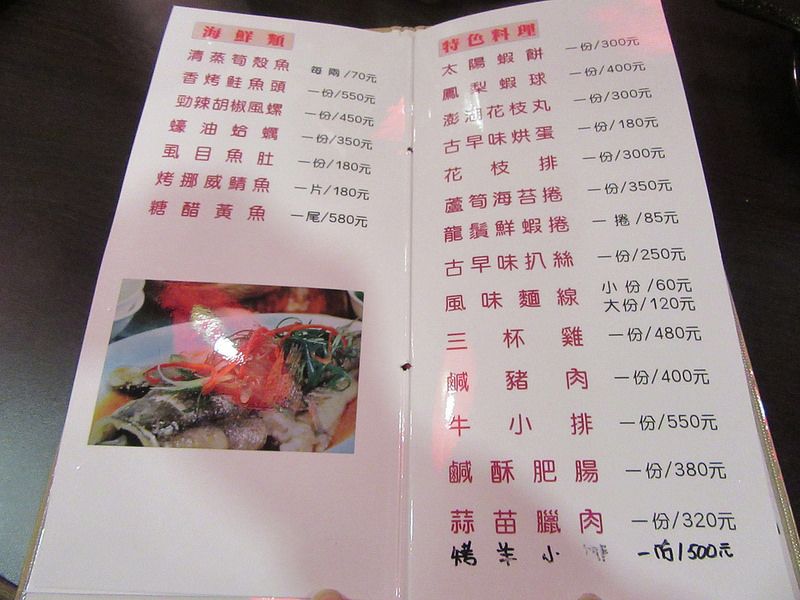 海鮮類
清蒸荀殼魚 每兩/70元
香烤鮭魚頭 一份/550元
勁辣胡椒風螺 一份/450元
蠔油蛤蠣 一份/350元
虱目魚肚 一份/180元
烤挪威鯖魚 一片/180元
糖醋黃魚 一尾/580元
特色料理
太陽蝦餅 一份/300元
鳳梨蝦球 一份/400元
澎湖花枝丸 一份/300元
古早味烘蛋 一份/180元
花枝排 一份/300元
蘆筍海苔捲 一份/350元
龍鬚鮮蝦捲 一捲/85元
古早味扒絲 一份/250元
風味麵線 小份/60元
大份/120元
三杯雞 一份/480元
鹹豬肉 一份/400元
牛小排 一份/550元
鹹酥肥腸 一份/380元
蒜苗臘肉 一份/320元
烤羊小 一 /500元